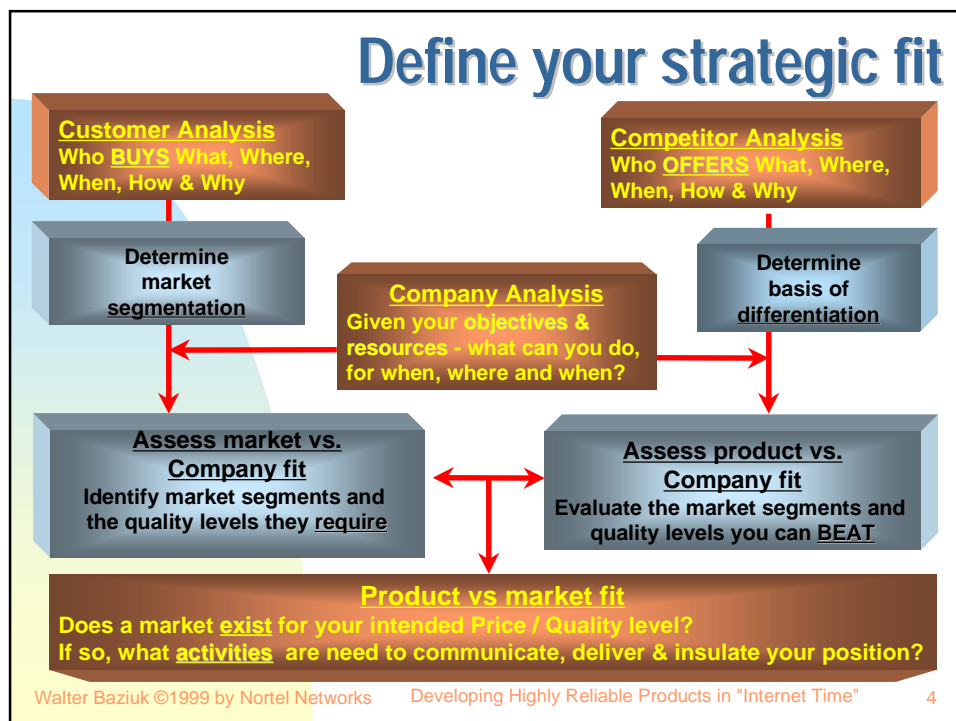 Define your strategic fit
Customer Analysis
Who BUYS What, Where,
When, How & Why
Competitor Analysis
Who OFFERS What, Where,
When, How & Why
Determine
market
segmentation
Company Analysis
Given your objectives &
resources - what can you do,
for when, where and when?
Determine
basis of
differentiation
Assess market vs.
Company fit
Identify market segments and
the quality levels they require
Assess product vs.
Company fit
Evaluate the market segments and
quality levels you can BEAT
Product vs market fit
Does a market exist for your intended Price / Quality level?
If so, what activities are need to communicate, deliver & insulate your position?
Walter Baziuk ©1999 by Nortel Networks Developing Highly Reliable Products in "Internet Time" 4